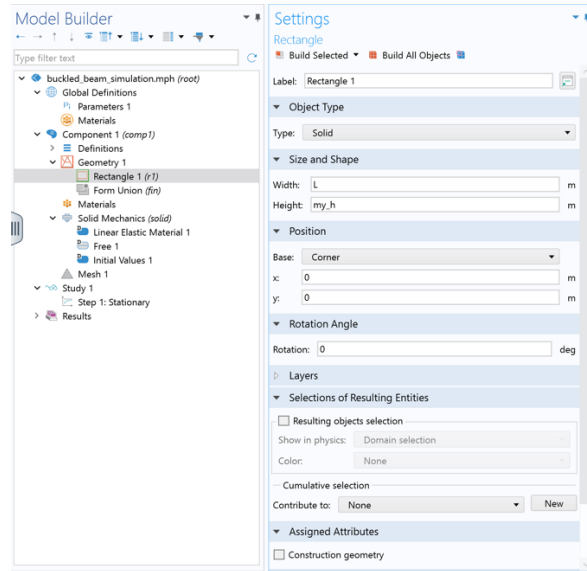 Model Builder
Type filter text
buckled_beam_simulation.mph (root)
Global Definitions
Pi Parameters 1
Materials
Component 1 (comp1)
Definitions
Geometry 1
Rectangle 1 (r1)
Form Union (fin)
Materials
Solid Mechanics (solid)
Linear Elastic Material 1
Free 1
Initial Values 1
Mesh 1
Study 1
Step 1: Stationary
Results
Settings
Rectangle
Build Selected Build All Objects
Label: Rectangle 1
Object Type
Type: Solid
Size and Shape
Width: L m
Height: my_h m
Position
Base: Corner
x: 0 m
y: 0 m
Rotation Angle
Rotation: 0 deg
Layers
Selections of Resulting Entities
Resulting objects selection
Show in physics: Domain selection
Color: None
Cumulative selection
Contribute to: None New
Assigned Attributes
Construction geometry